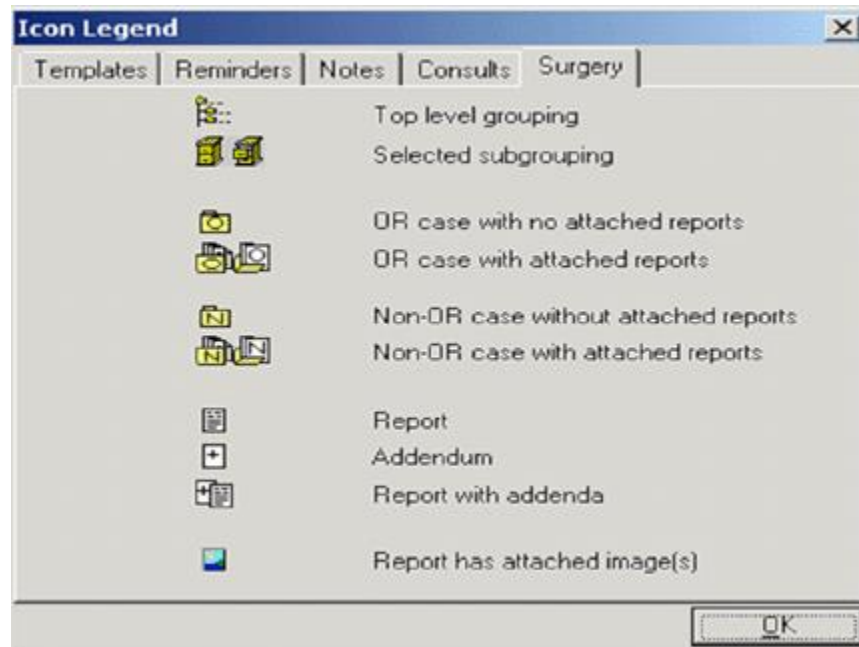 Icon Legend
Templates Reminders Notes Consults Surgery
Top level grouping
Selected subgrouping
OR case with no attached reports
OR case with attached reports
Non-OR case without attached reports
Non-OR case with attached reports
Report
Addendum
Report with addenda
Report has attached image(s)
OK